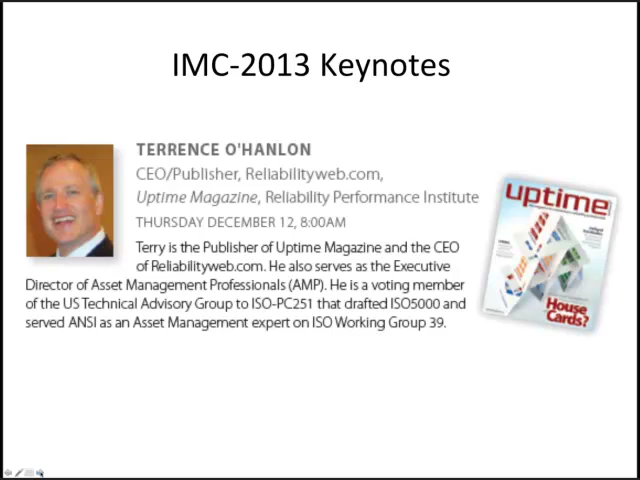 IMC-2013 Keynotes
TERRENCE O'HANLON
CEO/Publisher, Reliabilityweb.com,
Uptime Magazine, Reliability Performance Institute
THURSDAY DECEMBER 12, 8:00AM
Terry is the Publisher of Uptime Magazine and the CEO
of Reliabilityweb.com. He also serves as the Executive
Director of Asset Management Professionals (AMP). He is a voting member
of the US Technical Advisory Group to ISO-PC251 that drafted ISO5000 and
served ANSI as an Asset Management expert on ISO Working Group 39.
uptime
House
Cards?